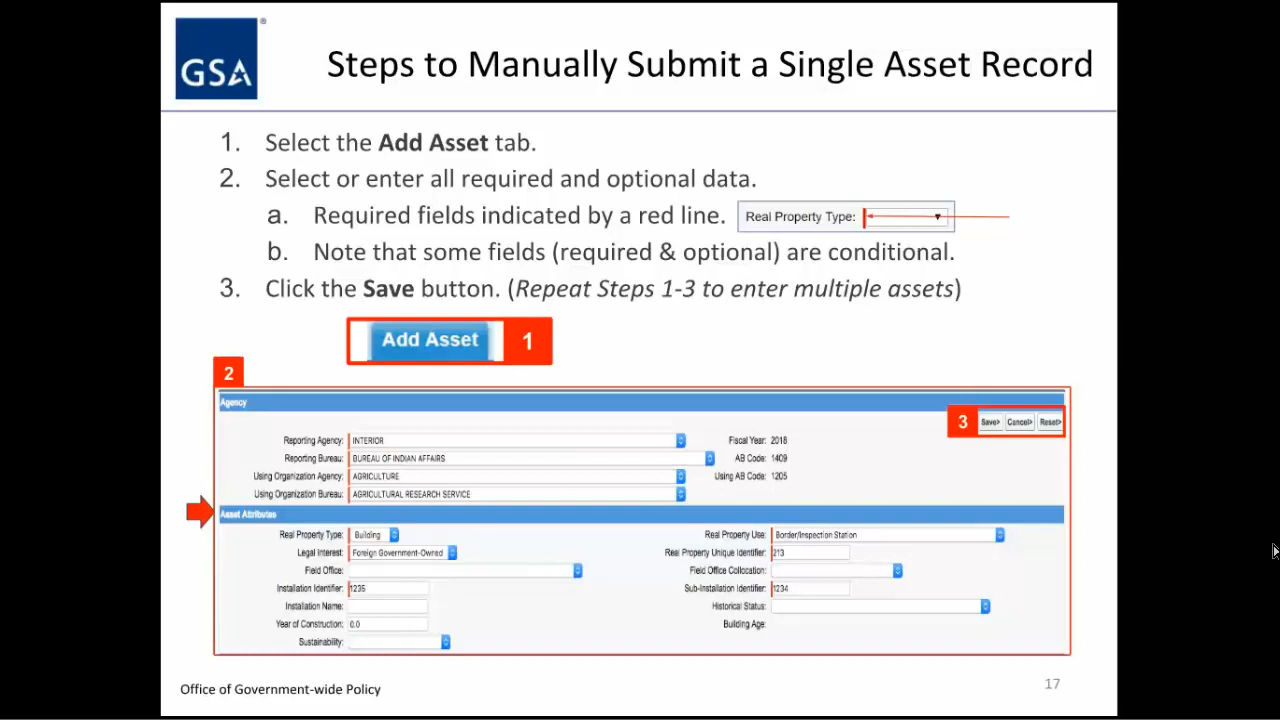 GSA
®
Steps to Manually Submit a Single Asset Record
1. Select the Add Asset tab.
2. Select or enter all required and optional data.
a. Required fields indicated by a red line. Real Property Type:
b. Note that some fields (required & optional) are conditional.
3. Click the Save button. (Repeat Steps 1-3 to enter multiple assets)
Add Asset 1
2
Agency
3 Save> Cancel> Reset>
Reporting Agency: INTERIOR Fiscal Year: 2018
Reporting Bureau: BUREAU OF INDIAN AFFAIRS AB Code: 1409
Using Organization Agency: AGRICULTURE Using AB Code: 1205
Using Organization Bureau: AGRICULTURAL RESEARCH SERVICE
Asset Attributes
Real Property Type: Building Real Property Use: Border/Inspection Station
Legal Interest: Foreign Government-Owned Real Property Unique Identifier: 213
Field Office: Field Office Collocation:
Installation Identifier: 1235 Sub-Installation Identifier: 1234
Installation Name: Historical Status:
Year of Construction: 0.0 Building Age:
Sustainability:
Office of Government-wide Policy
17